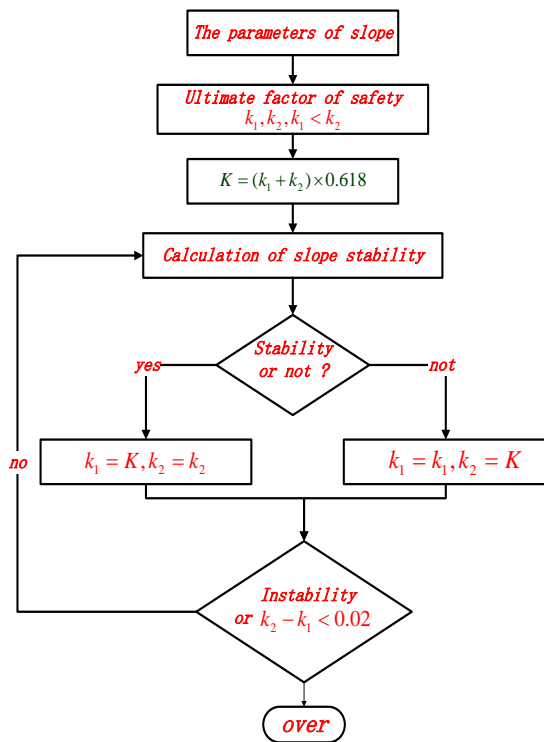 The parameters of slope
Ultimate factor of safety
k₁,k₂,k₁ < k₂
K = (k₁ + k₂)×0.618
Calculation of slope stability
Stability
or not ?
yes
not
no
k₁ = K,k₂ = k₂
k₁ = k₁,k₂ = K
Instability
or k₂ − k₁ < 0.02
over